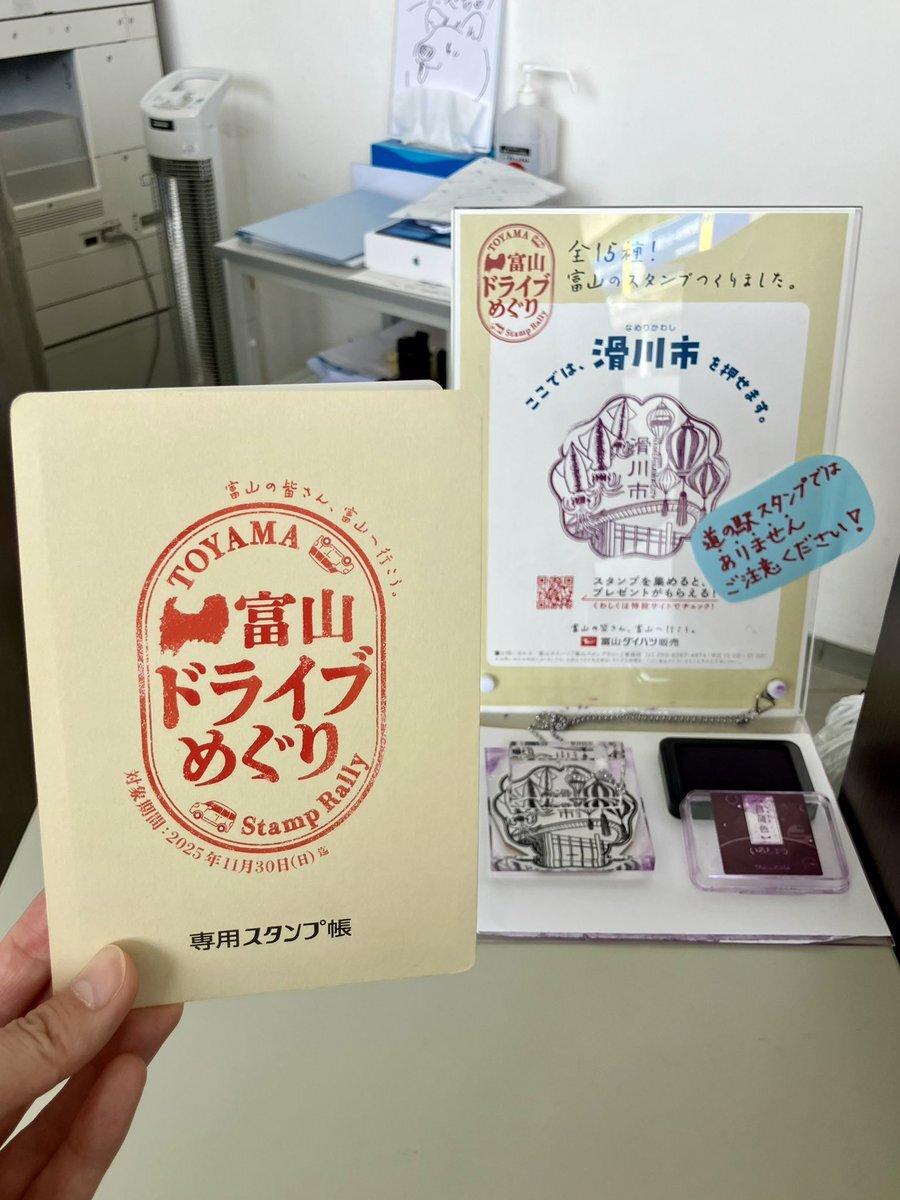 富山の皆さん、富山へ行こう。
TOYAMA
富山
ドライブ
めぐり
Stamp Rally
対象期間：2025年11月30日(日)迄
専用スタンプ帳
TOYAMA
富山
ドライブ
めぐり
Stamp Rally
全15種！
富山のスタンプつくりました。
なめりかわし
ここでは、滑川市を押せます。
滑川市
道の駅スタンプでは
ありません
ご注意ください！
スタンプを集めると、
プレゼントがもらえる！
くわしくは特設サイトでチェック！
富山の皆さん、富山へ行こう。
富山ダイハツ販売